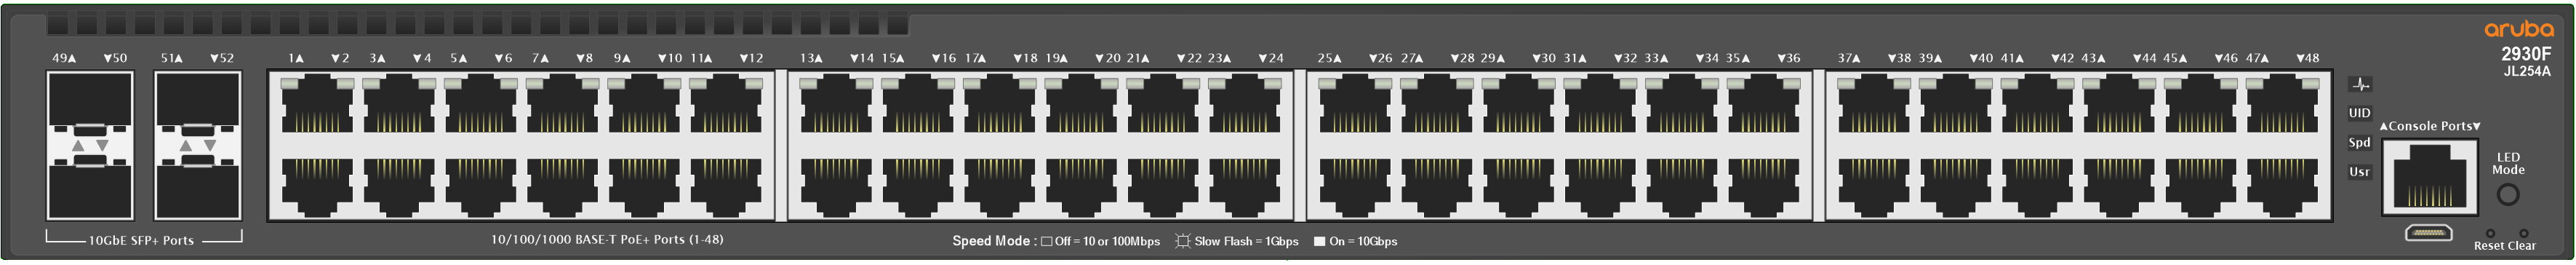 aruba
2930F
JL254A
49▲ ▼50 51▲ ▼52 1▲ ▼2 3▲ ▼4 5▲ ▼6 7▲ ▼8 9▲ ▼10 11▲ ▼12 13▲ ▼14 15▲ ▼16 17▲ ▼18 19▲ ▼20 21▲ ▼22 23▲ ▼24 25▲ ▼26 27▲ ▼28 29▲ ▼30 31▲ ▼32 33▲ ▼34 35▲ ▼36 37▲ ▼38 39▲ ▼40 41▲ ▼42 43▲ ▼44 45▲ ▼46 47▲ ▼48
UID
Spd
Usr
▲Console Ports▼
LED
Mode
10GbE SFP+ Ports
10/100/1000 BASE-T PoE+ Ports (1-48)
Speed Mode : Off = 10 or 100Mbps Slow Flash = 1Gbps On = 10Gbps
Reset Clear